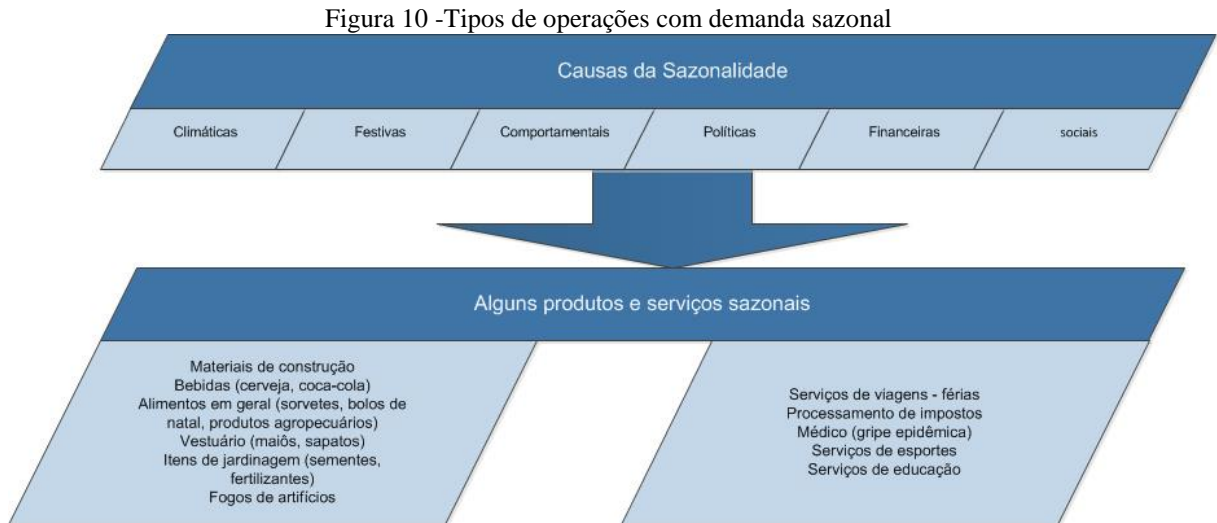 Figura 10 -Tipos de operações com demanda sazonal
Causas da Sazonalidade
Climáticas
Festivas
Comportamentais
Políticas
Financeiras
sociais
Alguns produtos e serviços sazonais
Materiais de construção
Bebidas (cerveja, coca-cola)
Alimentos em geral (sorvetes, bolos de
natal, produtos agropecuários)
Vestuário (maiôs, sapatos)
Itens de jardinagem (sementes,
fertilizantes)
Fogos de artifícios
Serviços de viagens - férias
Processamento de impostos
Médico (gripe epidêmica)
Serviços de esportes
Serviços de educação